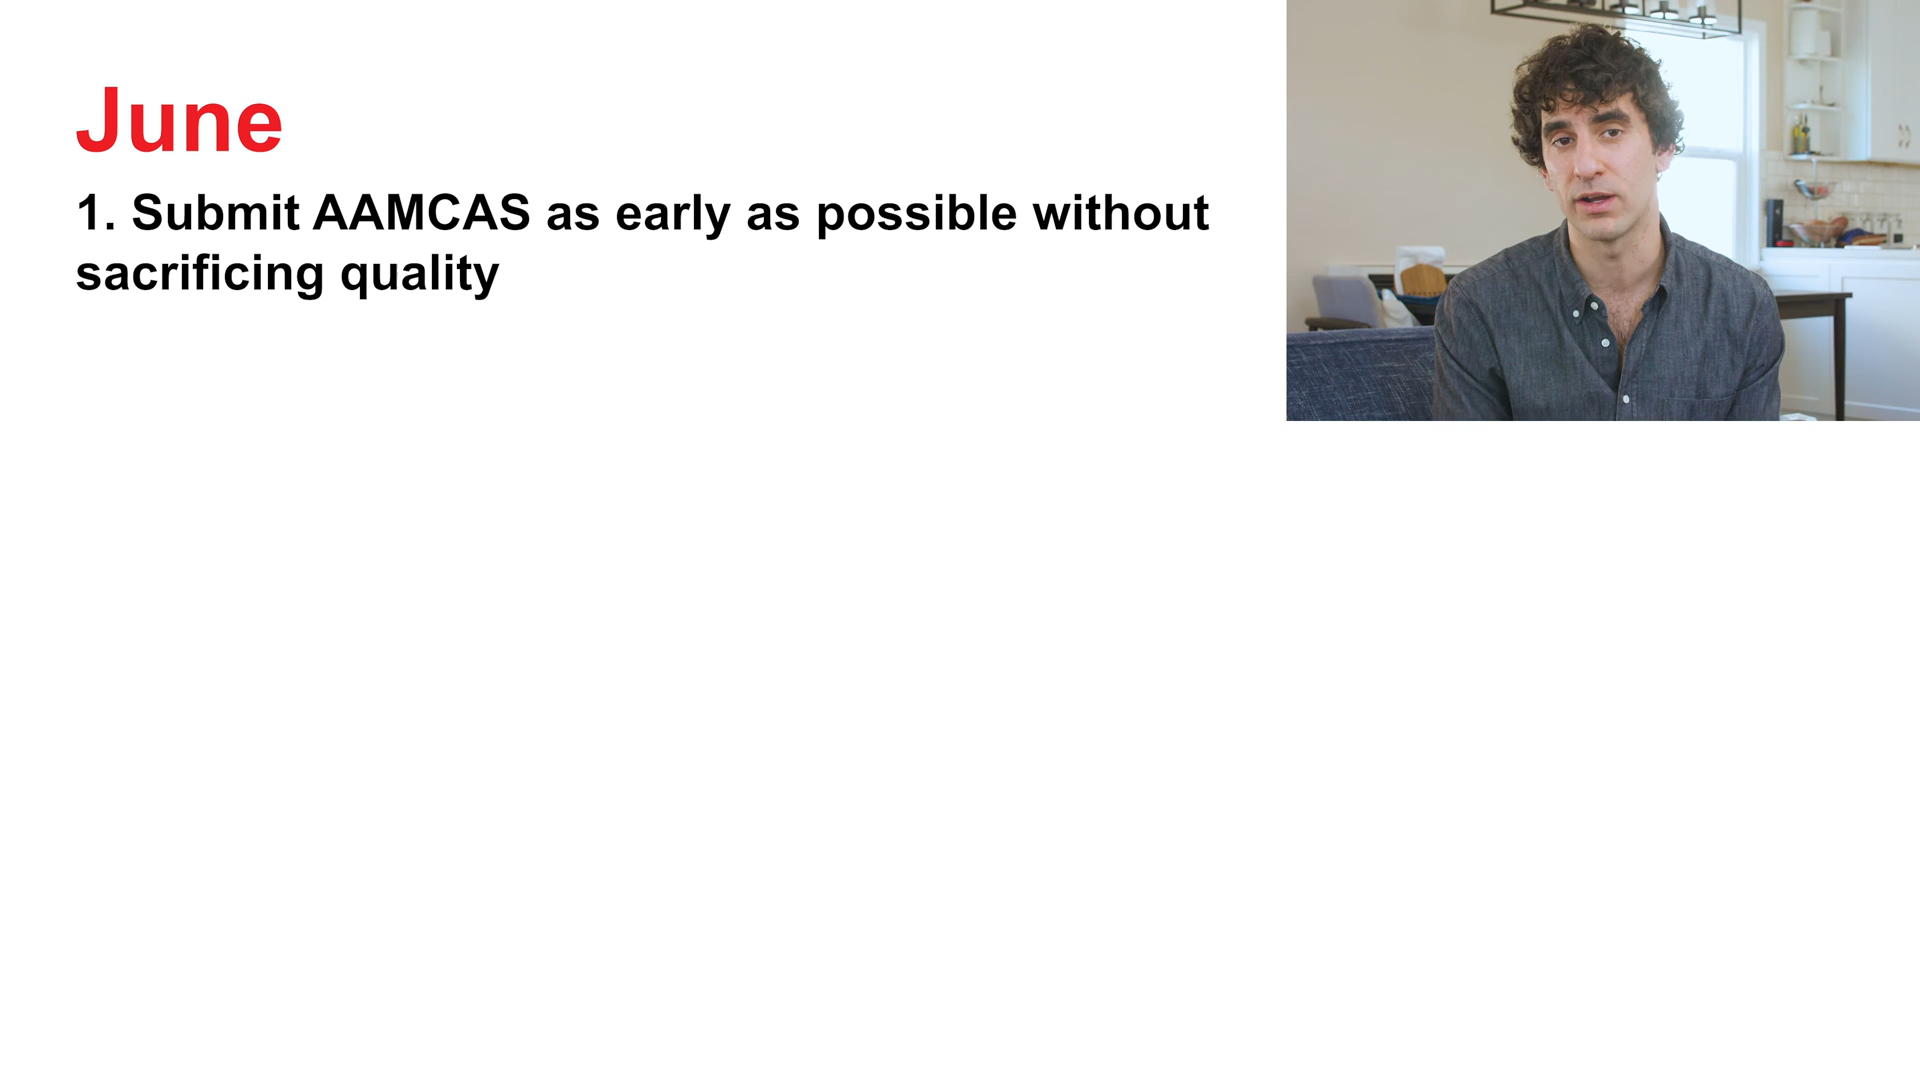 June
1. Submit AAMCAS as early as possible without
sacrificing quality